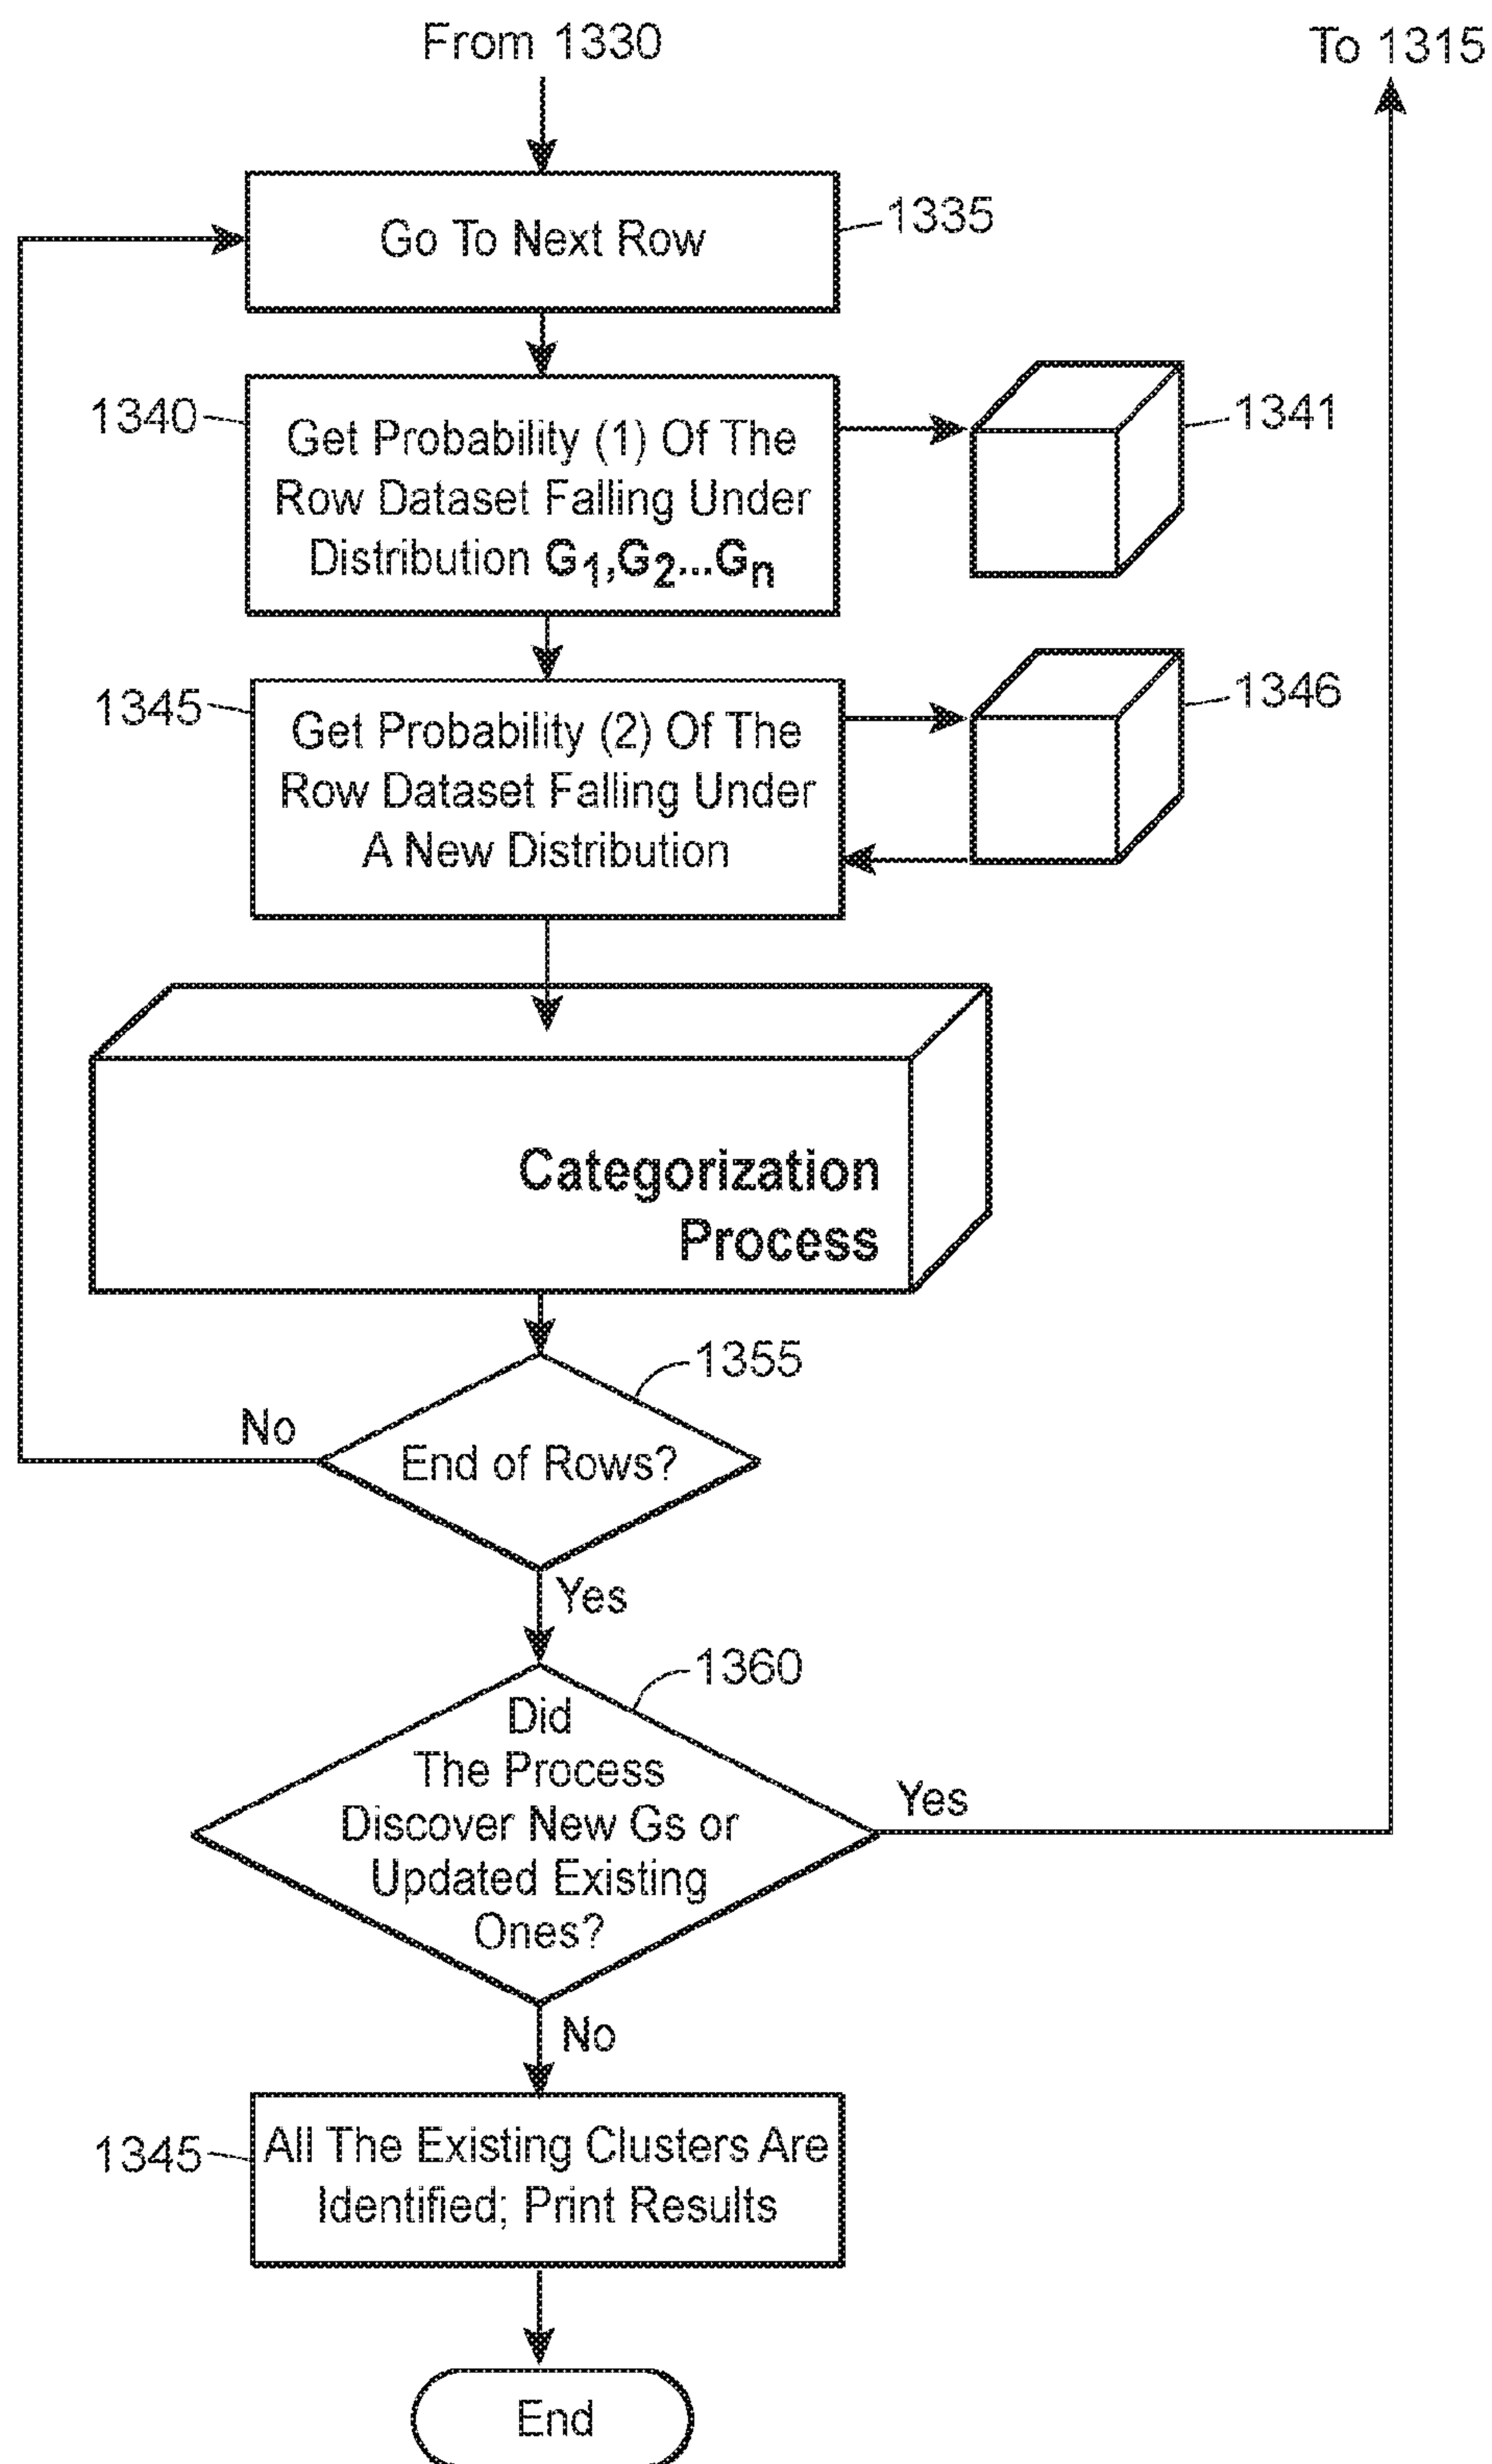 From 1330
To 1315
Go To Next Row
1335
1340
Get Probability (1) Of The
Row Dataset Falling Under
Distribution G1,G2...Gn
1341
1345
Get Probability (2) Of The
Row Dataset Falling Under
A New Distribution
1346
Categorization
Process
1355
No
End of Rows?
Yes
1360
Did
The Process
Discover New Gs or
Updated Existing
Ones?
Yes
No
1345
All The Existing Clusters Are
Identified; Print Results
End